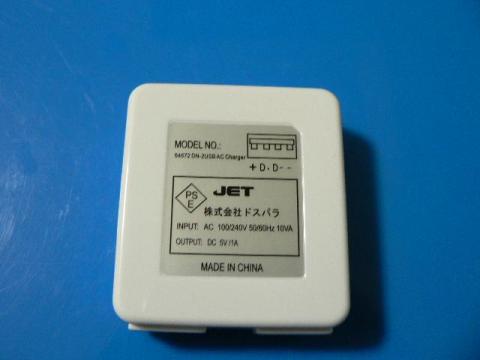 MODEL NO.:
84672 DN-2USB AC Charger
+D.D--
PS
E
JET
株式会社ドスパラ
INPUT: AC 100/240V 50/60Hz 10VA
OUTPUT: DC 5V/1A
MADE IN CHINA